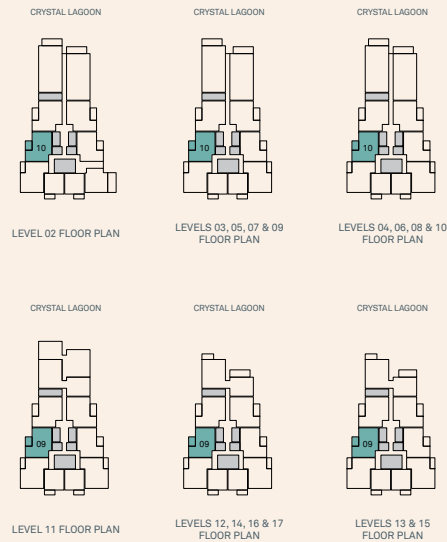 CRYSTAL LAGOON
CRYSTAL LAGOON
CRYSTAL LAGOON
10
10
10
LEVEL 02 FLOOR PLAN
LEVELS 03, 05, 07 & 09
FLOOR PLAN
LEVELS 04, 06, 08 & 10
FLOOR PLAN
CRYSTAL LAGOON
CRYSTAL LAGOON
CRYSTAL LAGOON
09
09
09
LEVEL 11 FLOOR PLAN
LEVELS 12, 14, 16 & 17
FLOOR PLAN
LEVELS 13 & 15
FLOOR PLAN